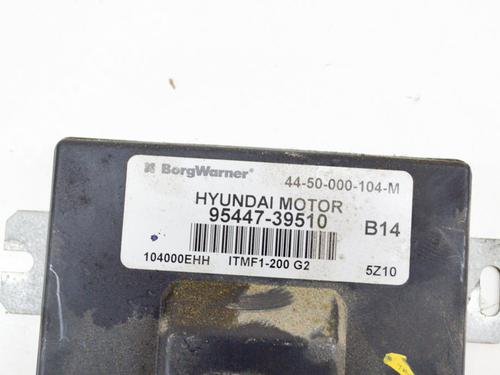 BorgWarner
44-50-000-104-M
HYUNDAI MOTOR
95447-39510
B14
104000EHH ITMF1-200 G2 5Z10